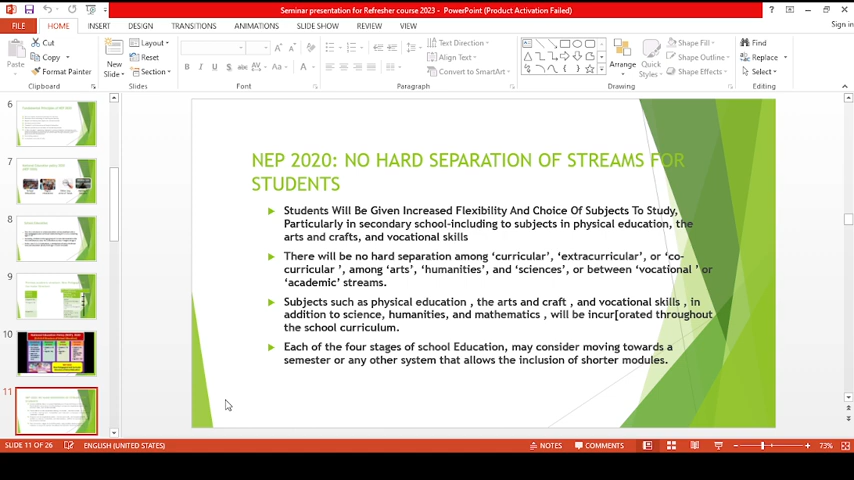 Seminar presentation for Refresher course 2023 - PowerPoint (Product Activation Failed)
FILE HOME INSERT DESIGN TRANSITIONS ANIMATIONS SLIDE SHOW REVIEW VIEW Sign in
Paste Cut Copy Format Painter
Clipboard
New Slide Layout Reset Section
Slides
B I U S abc AV Aa A
Font
Text Direction Align Text Convert to SmartArt
Paragraph
Arrange Quick Styles Shape Fill Shape Outline Shape Effects
Drawing
Find Replace Select
Editing
6
7
8
9
10
11
NEP 2020: NO HARD SEPARATION OF STREAMS FOR
STUDENTS
Students Will Be Given Increased Flexibility And Choice Of Subjects To Study,
Particularly in secondary school-including to subjects in physical education, the
arts and crafts, and vocational skills
There will be no hard separation among ‘curricular’, ‘extracurricular’, or ‘co-
curricular ’, among ‘arts’, ‘humanities’, and ‘sciences’, or between ‘vocational ’ or
‘academic’ streams.
Subjects such as physical education , the arts and craft , and vocational skills , in
addition to science, humanities, and mathematics , will be incur[orated throughout
the school curriculum.
Each of the four stages of school Education, may consider moving towards a
semester or any other system that allows the inclusion of shorter modules.
SLIDE 11 OF 26 ENGLISH (UNITED STATES) NOTES COMMENTS 73%